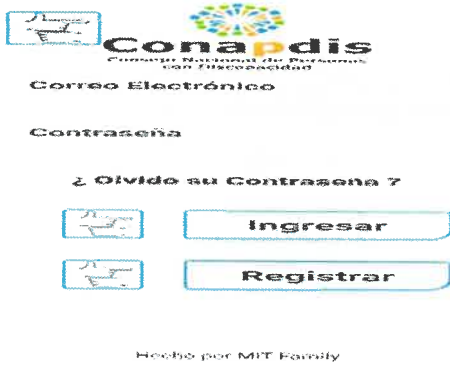 Conapdis
Consejo Nacional de Personas
con Discapacidad
Correo Electrónico
Contraseña
¿ Olvido su Contraseña ?
Ingresar
Registrar
Hecho por MIT Family